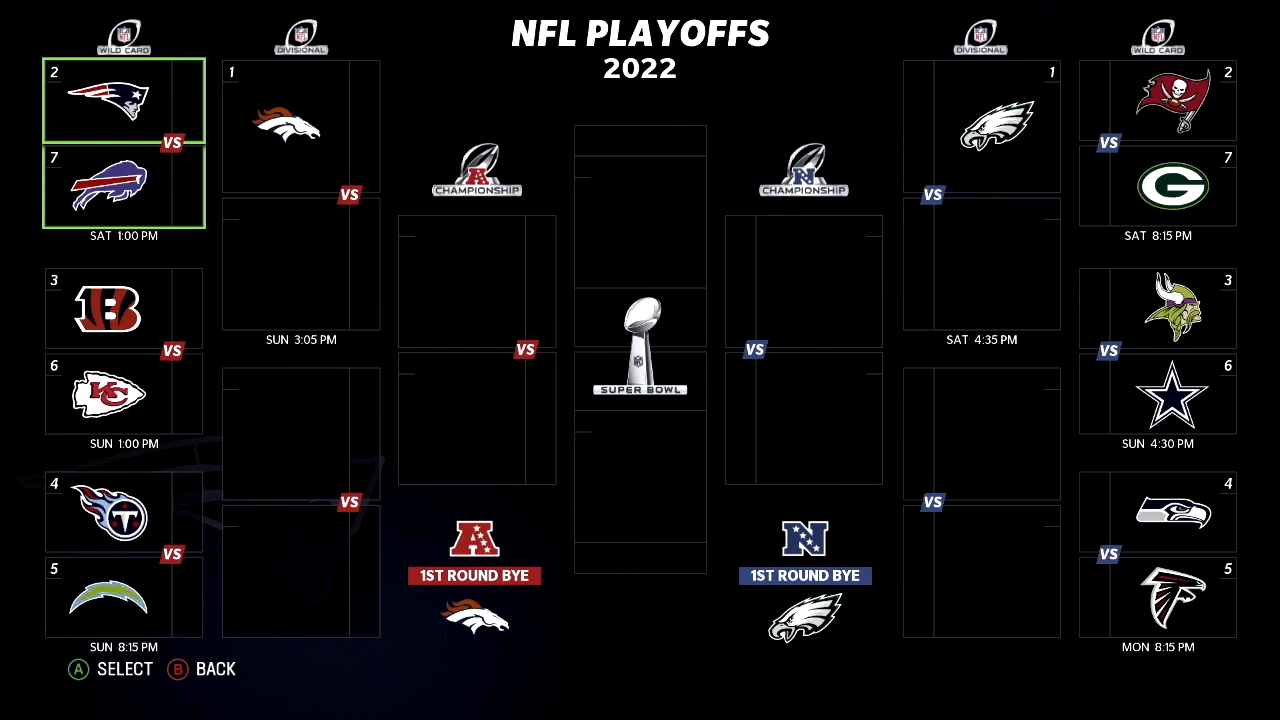 NFL PLAYOFFS
2022
WILD CARD
DIVISIONAL
DIVISIONAL
WILD CARD
2
VS
7
SAT 1:00 PM
3
VS
6
SUN 1:00 PM
4
VS
5
SUN 8:15 PM
1
VS
SUN 3:05 PM
VS
A
CHAMPIONSHIP
VS
SUPER BOWL
N
CHAMPIONSHIP
VS
1
VS
SAT 4:35 PM
VS
2
VS
7
G
SAT 8:15 PM
3
VS
6
SUN 4:30 PM
4
VS
5
MON 8:15 PM
B
KC
T
A
1ST ROUND BYE
N
1ST ROUND BYE
A SELECT B BACK